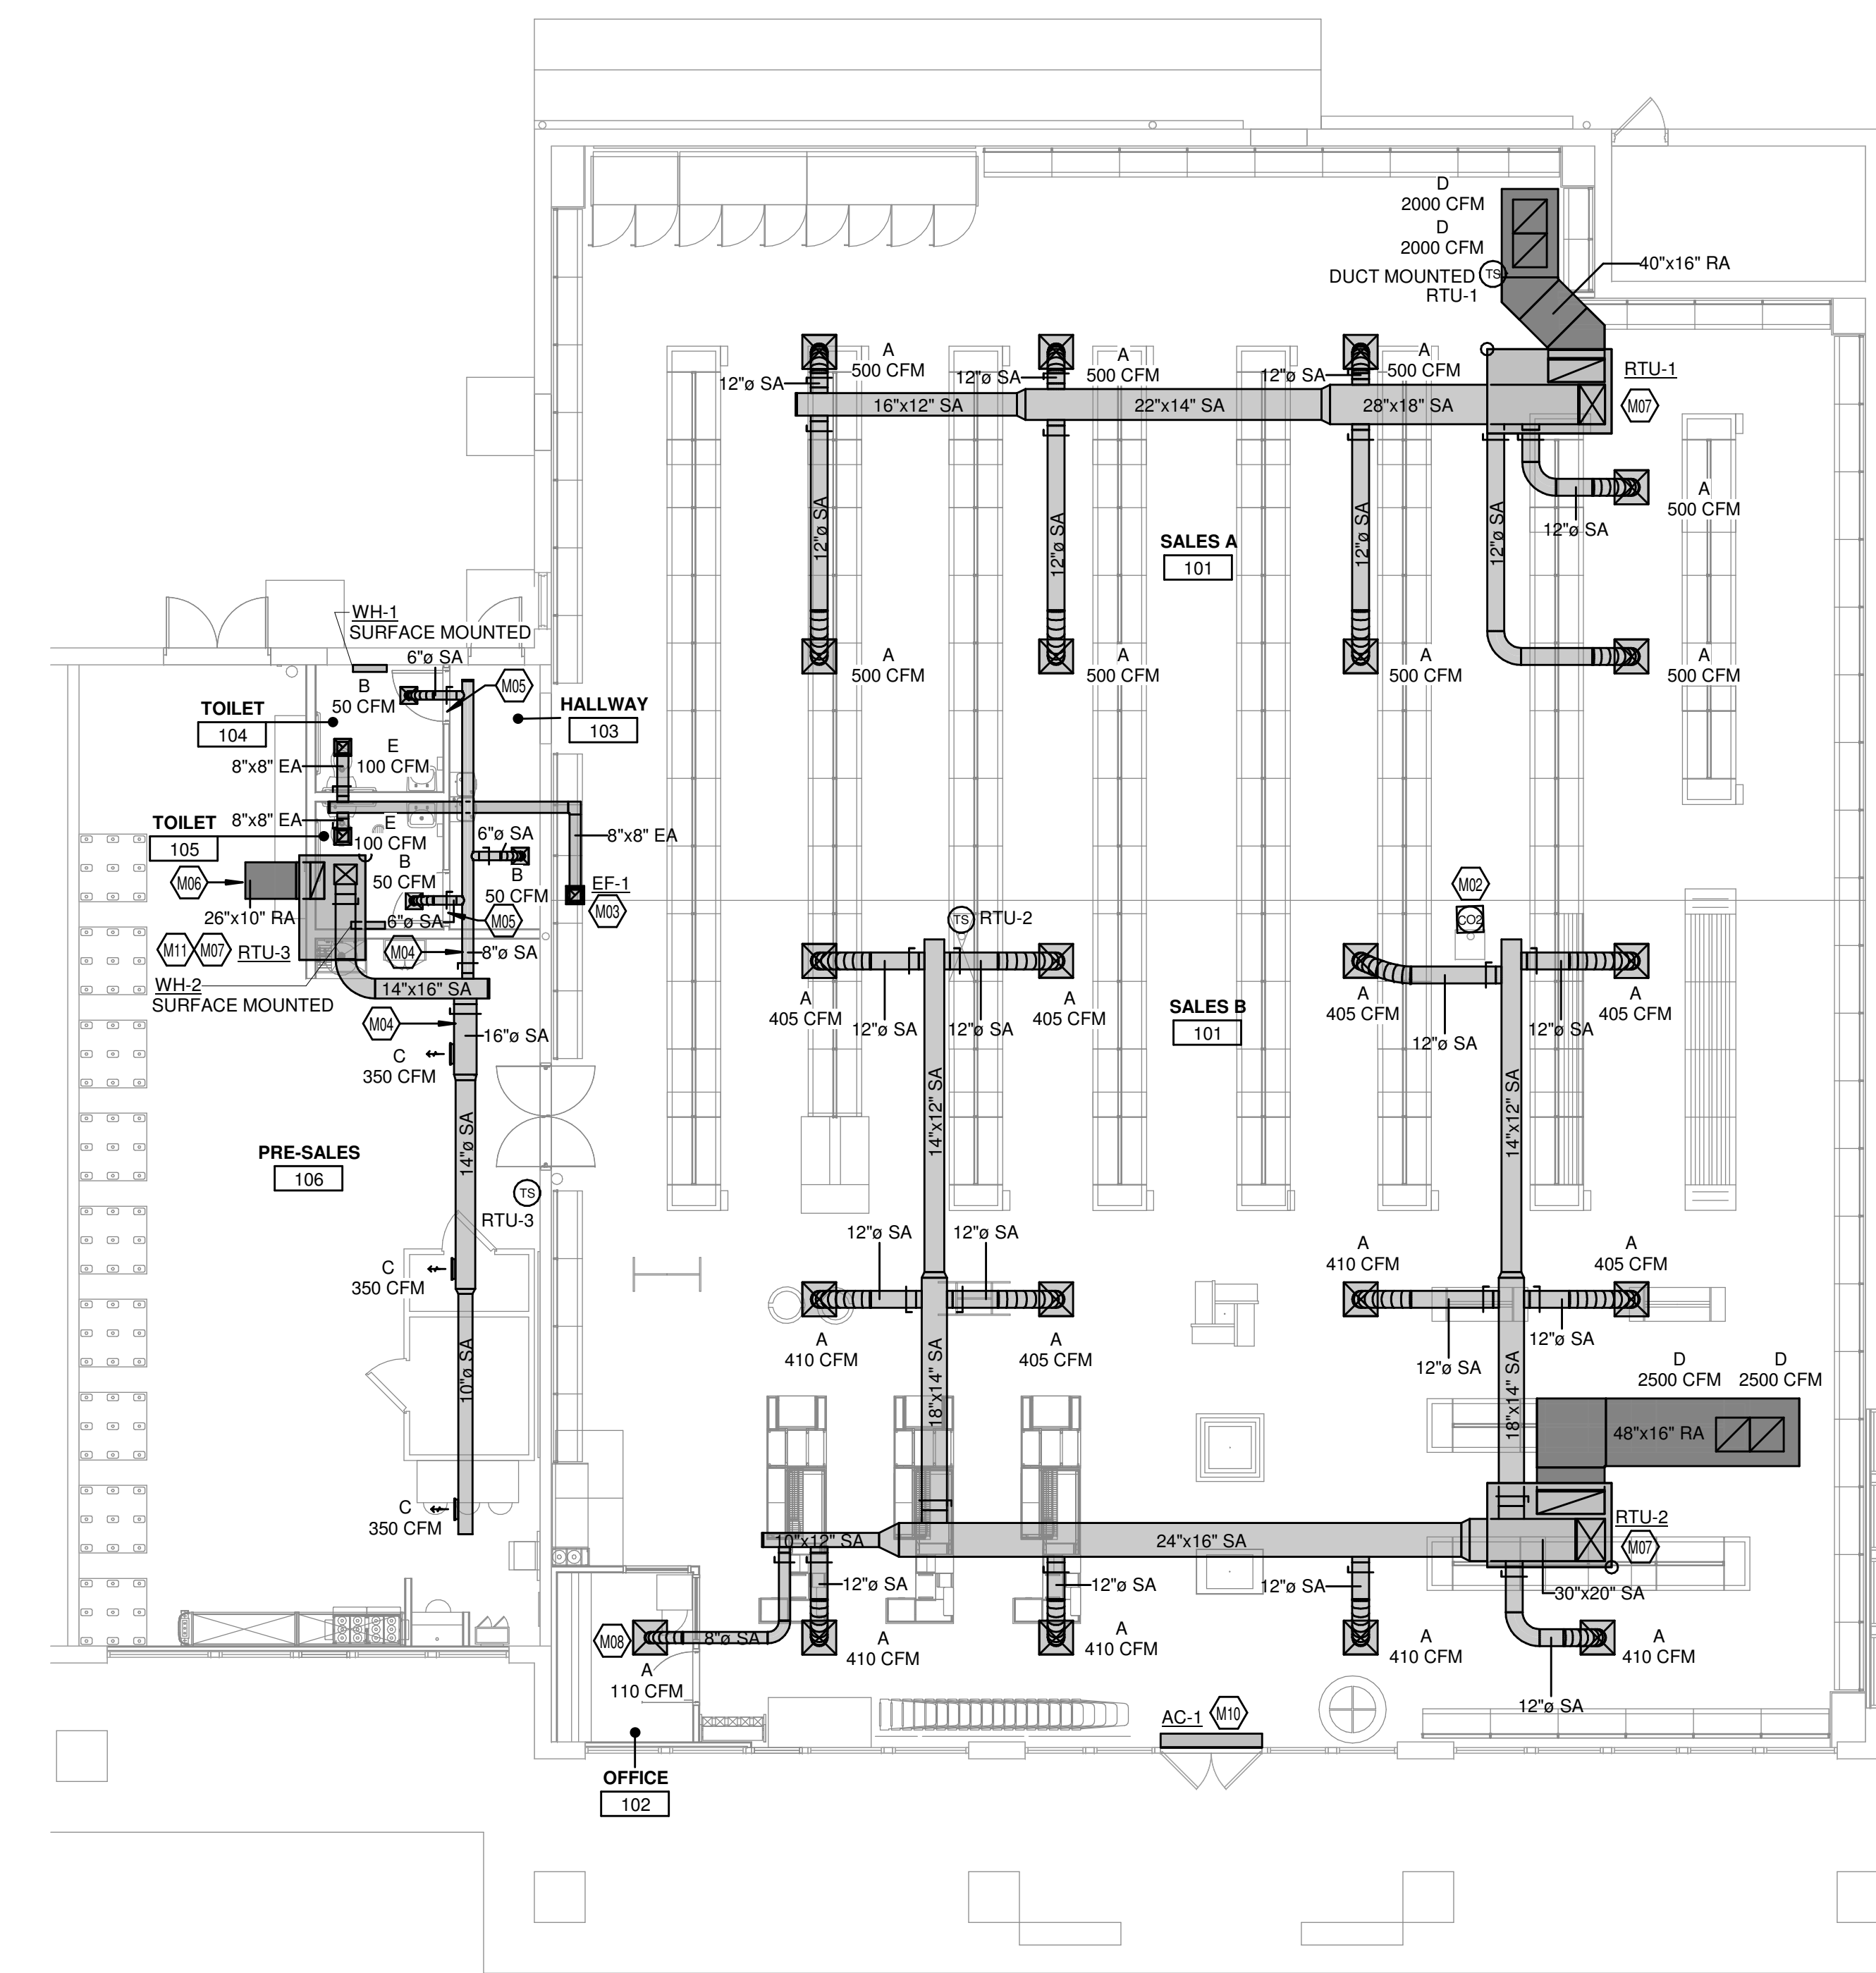 D
2000 CFM
D
2000 CFM
DUCT MOUNTED
RTU-1
TS
40"x16" RA
A
500 CFM
A
500 CFM
A
500 CFM
12"ø SA
12"ø SA
12"ø SA
RTU-1
M07
16"x12" SA
22"x14" SA
28"x18" SA
A
500 CFM
12"ø SA
12"ø SA
12"ø SA
12"ø SA
12"ø SA
SALES A
101
A
500 CFM
A
500 CFM
A
500 CFM
A
500 CFM
WH-1
SURFACE MOUNTED
6"ø SA
B
50 CFM
M05
TOILET
104
HALLWAY
103
E
100 CFM
8"x8" EA
TOILET
105
8"x8" EA
E
100 CFM
6"ø SA
8"x8" EA
B
50 CFM
B
50 CFM
M06
26"x10" RA
6"ø SA
M05
EF-1
M03
M11
M07
RTU-3
M04
8"ø SA
WH-2
SURFACE MOUNTED
14"x16" SA
M04
16"ø SA
C
350 CFM
M02
CO2
TS
RTU-2
A
405 CFM
12"ø SA
12"ø SA
A
405 CFM
SALES B
101
A
405 CFM
12"ø SA
12"ø SA
A
405 CFM
14"ø SA
14"x12" SA
14"x12" SA
PRE-SALES
106
TS
RTU-3
12"ø SA
12"ø SA
A
410 CFM
A
405 CFM
C
350 CFM
A
410 CFM
A
405 CFM
12"ø SA
12"ø SA
10"ø SA
18"x14" SA
18"x14" SA
D
2500 CFM
D
2500 CFM
48"x16" RA
C
350 CFM
10"x12" SA
24"x16" SA
RTU-2
M07
12"ø SA
12"ø SA
12"ø SA
30"x20" SA
M08
8"ø SA
A
410 CFM
A
410 CFM
A
410 CFM
A
410 CFM
A
110 CFM
12"ø SA
AC-1
M10
OFFICE
102